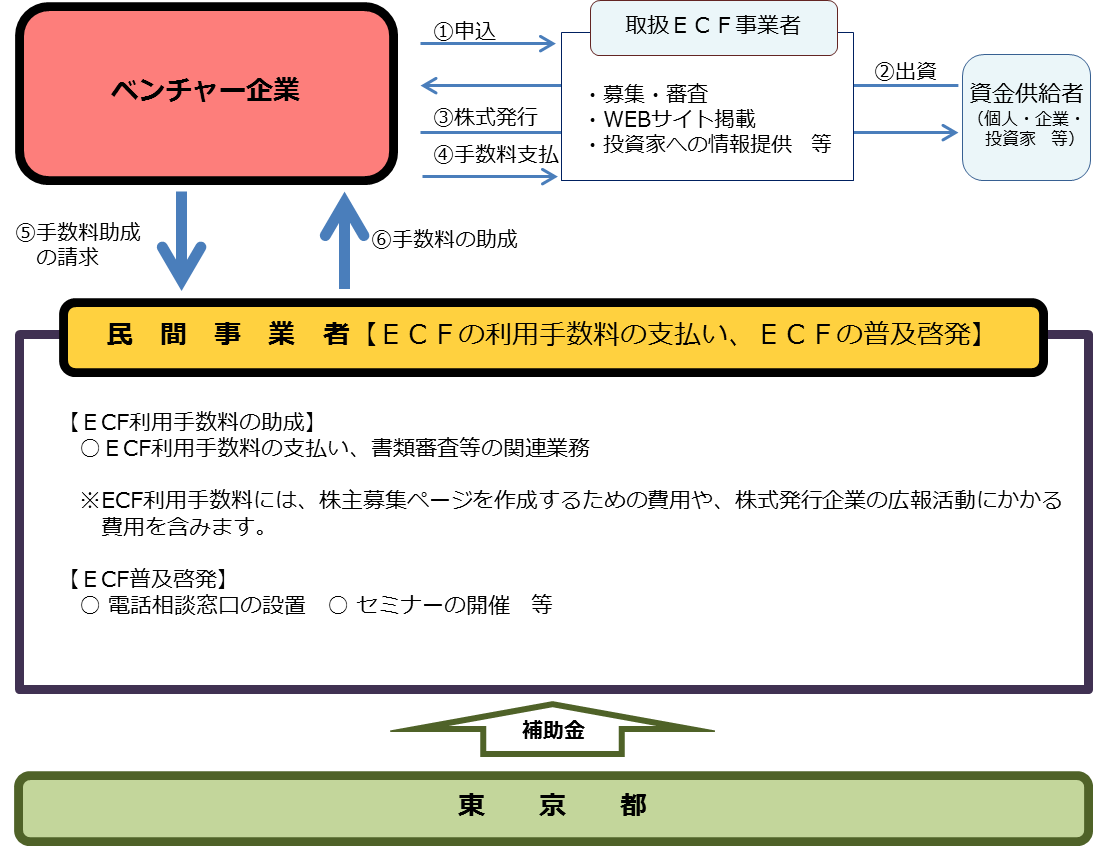 ベンチャー企業
①申込
③株式発行
④手数料支払
取扱ＥＣＦ事業者
・募集・審査
・WEBサイト掲載
・投資家への情報提供　等
②出資
資金供給者
（個人・企業・
投資家　等）
⑤手数料助成
の請求
⑥手数料の助成
民　間　事　業　者【ＥＣＦの利用手数料の支払い、ＥＣＦの普及啓発】
【ＥCF利用手数料の助成】
○ＥCF利用手数料の支払い、書類審査等の関連業務
※ECF利用手数料には、株主募集ページを作成するための費用や、株式発行企業の広報活動にかかる
費用を含みます。
【ＥCF普及啓発】
○ 電話相談窓口の設置　○ セミナーの開催　等
補助金
東　　京　　都